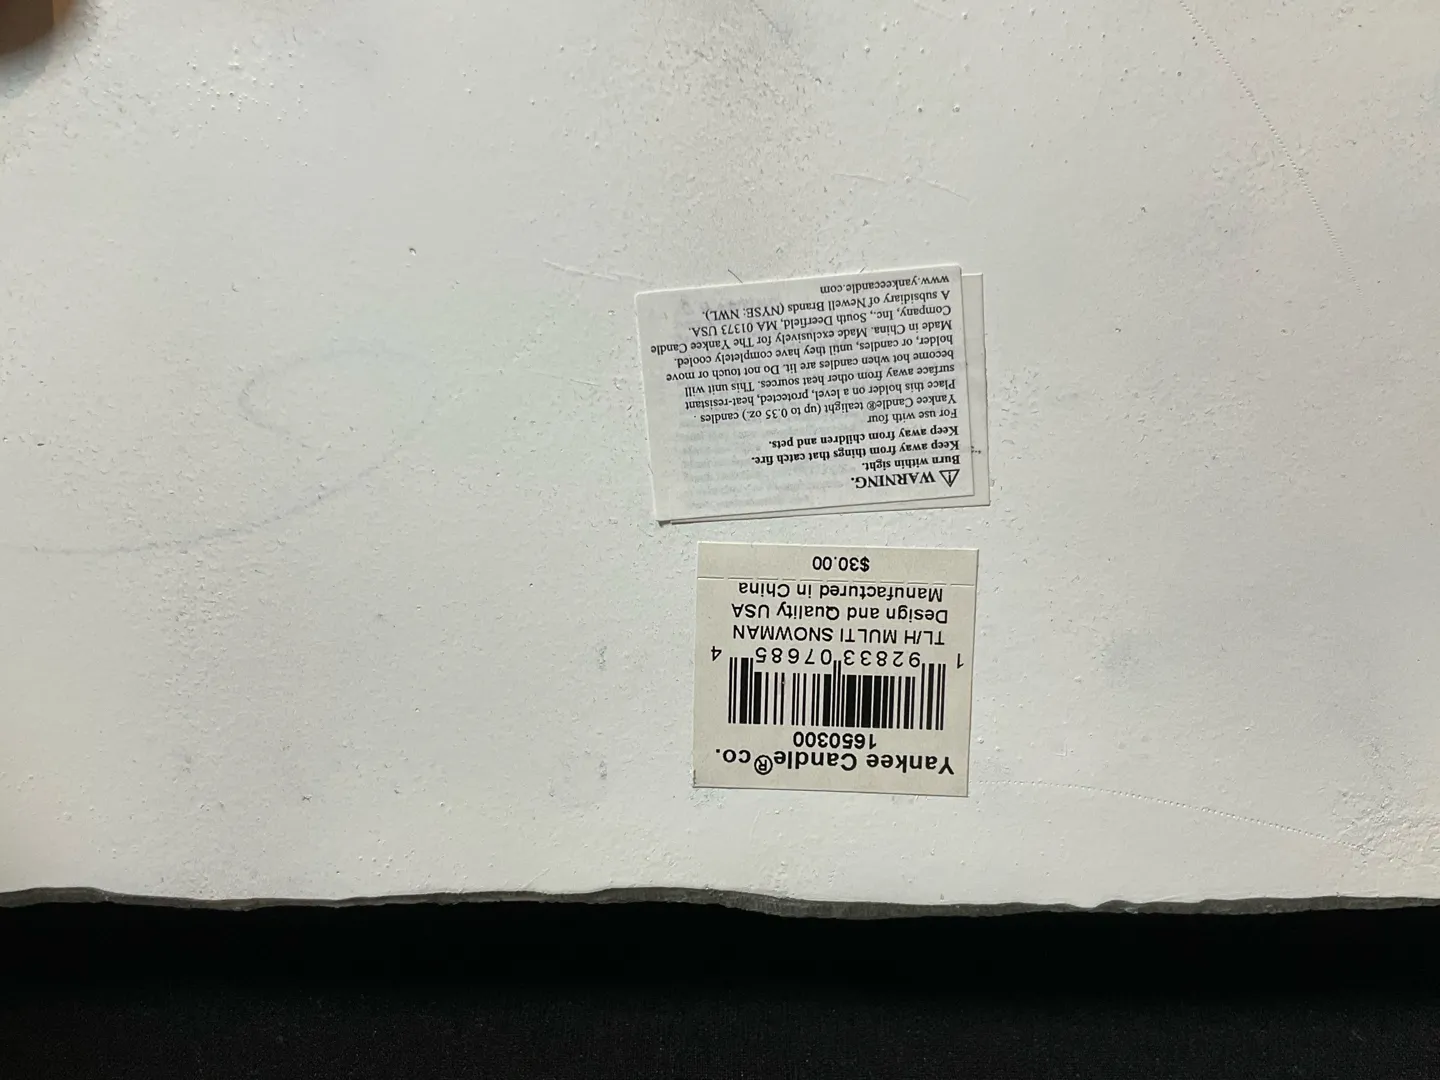 ⚠ WARNING.
Burn within sight.
Keep away from things that catch fire.
Keep away from children and pets.
For use with four
Yankee Candle® tealight (up to 0.35 oz.) candles .
Place this holder on a level, protected, heat-resistant
surface away from other heat sources. This unit will
become hot when candles are lit. Do not touch or move
holder, or candles, until they have completely cooled.
Made in China. Made exclusively for The Yankee Candle
Company, Inc., South Deerfield, MA 01373 USA.
A subsidiary of Newell Brands (NYSE: NWL).
www.yankeecandle.com
Yankee Candle® co.
1650300
1 92833 07685 4
TL/H MULTI SNOWMAN
Design and Quality USA
Manufactured in China
$30.00